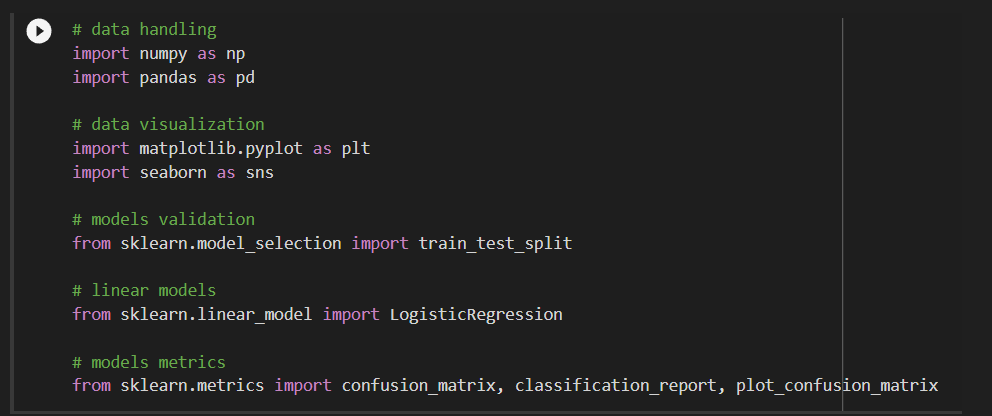 # data handling
import numpy as np
import pandas as pd
# data visualization
import matplotlib.pyplot as plt
import seaborn as sns
# models validation
from sklearn.model_selection import train_test_split
# linear models
from sklearn.linear_model import LogisticRegression
# models metrics
from sklearn.metrics import confusion_matrix, classification_report, plot_confusion_matrix